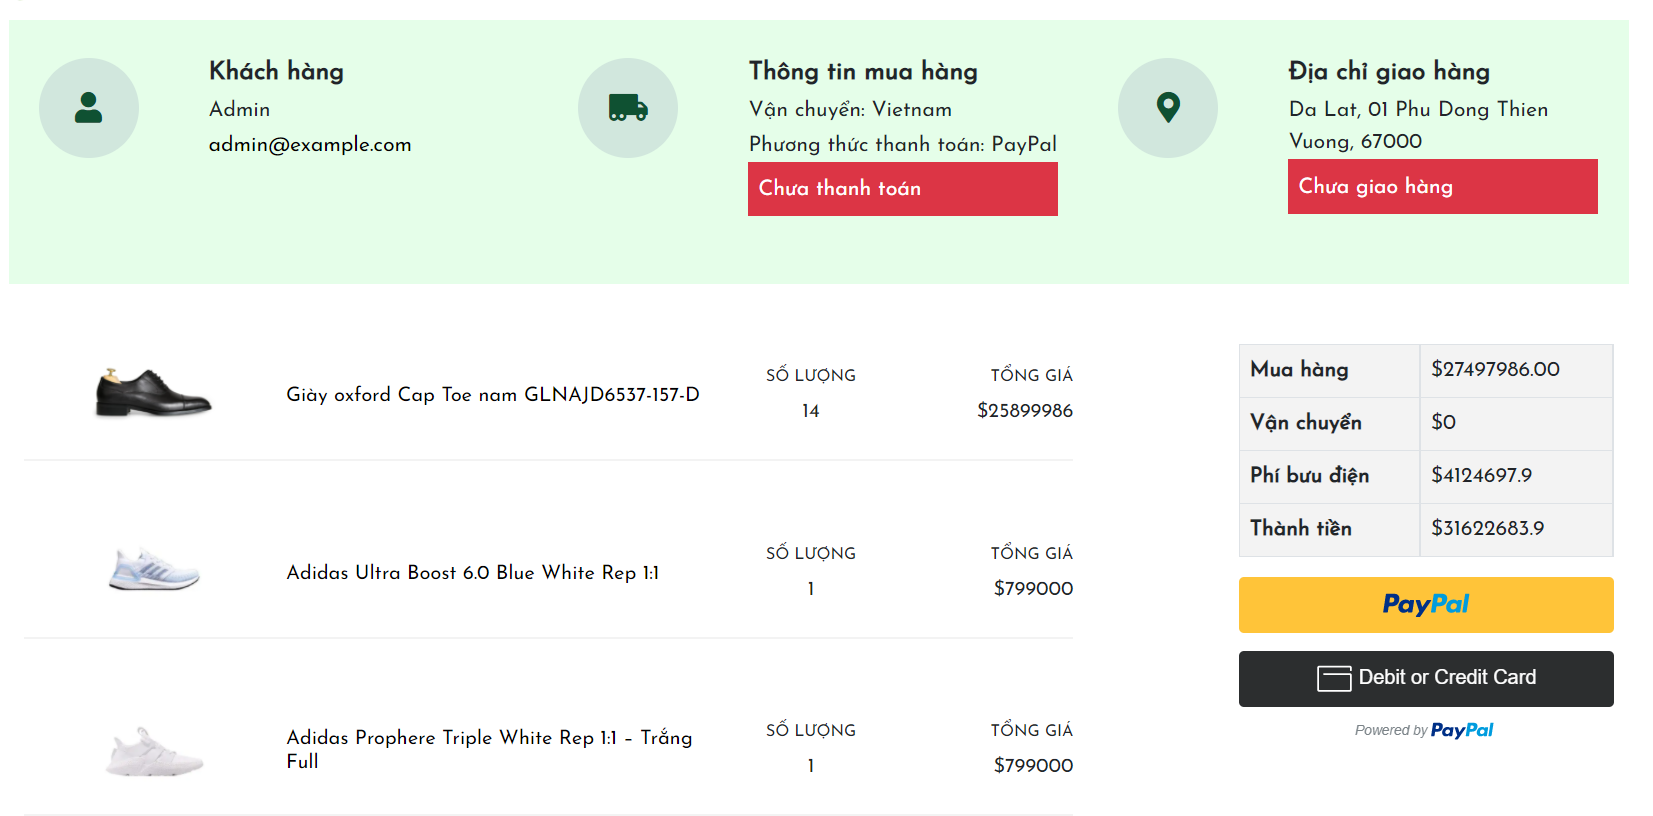 Khách hàng
Admin
admin@example.com
Thông tin mua hàng
Vận chuyển: Vietnam
Phương thức thanh toán: PayPal
Chưa thanh toán
Địa chỉ giao hàng
Da Lat, 01 Phu Dong Thien
Vuong, 67000
Chưa giao hàng
Giày oxford Cap Toe nam GLNAJD6537-157-D
SỐ LƯỢNG
14
TỔNG GIÁ
$25899986
Adidas Ultra Boost 6.0 Blue White Rep 1:1
SỐ LƯỢNG
1
TỔNG GIÁ
$799000
Adidas Prophere Triple White Rep 1:1 – Trắng
Full
SỐ LƯỢNG
1
TỔNG GIÁ
$799000
Mua hàng $27497986.00
Vận chuyển $0
Phí bưu điện $4124697.9
Thành tiền $31622683.9
PayPal
Debit or Credit Card
Powered by PayPal